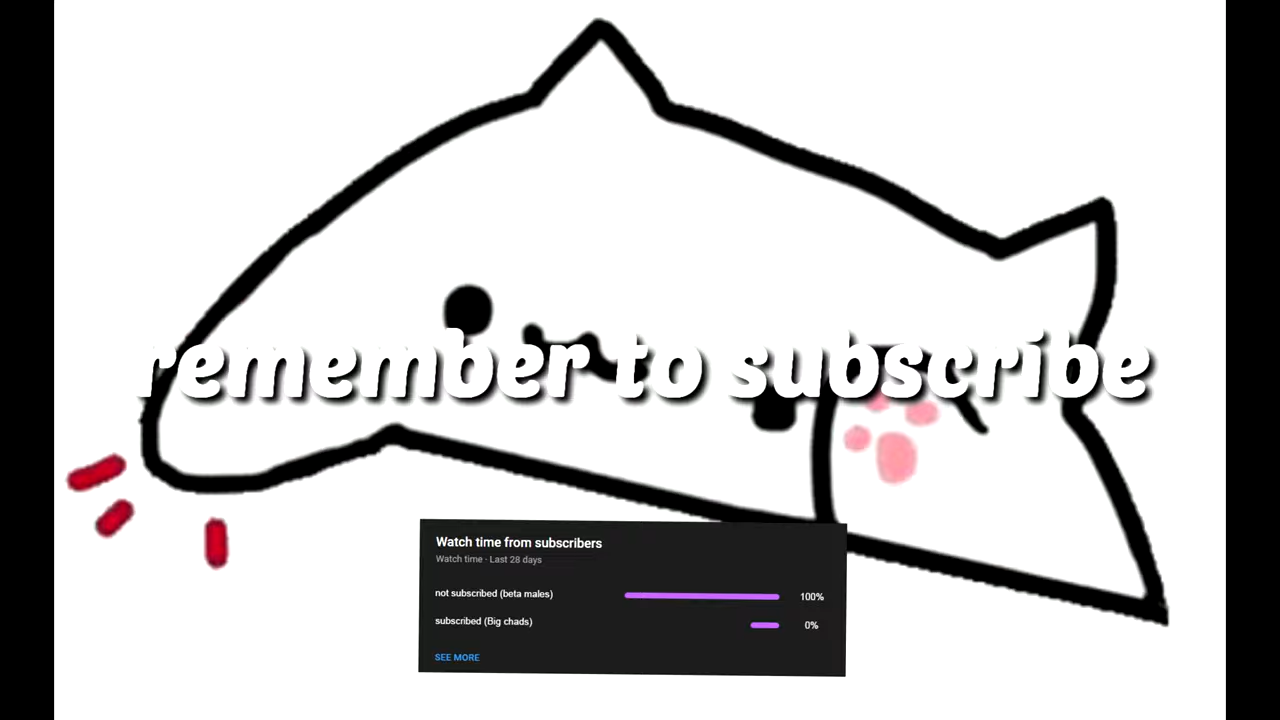 remember to subscribe
Watch time from subscribers
Watch time · Last 28 days
not subscribed (beta males) 100%
subscribed (Big chads) 0%
SEE MORE